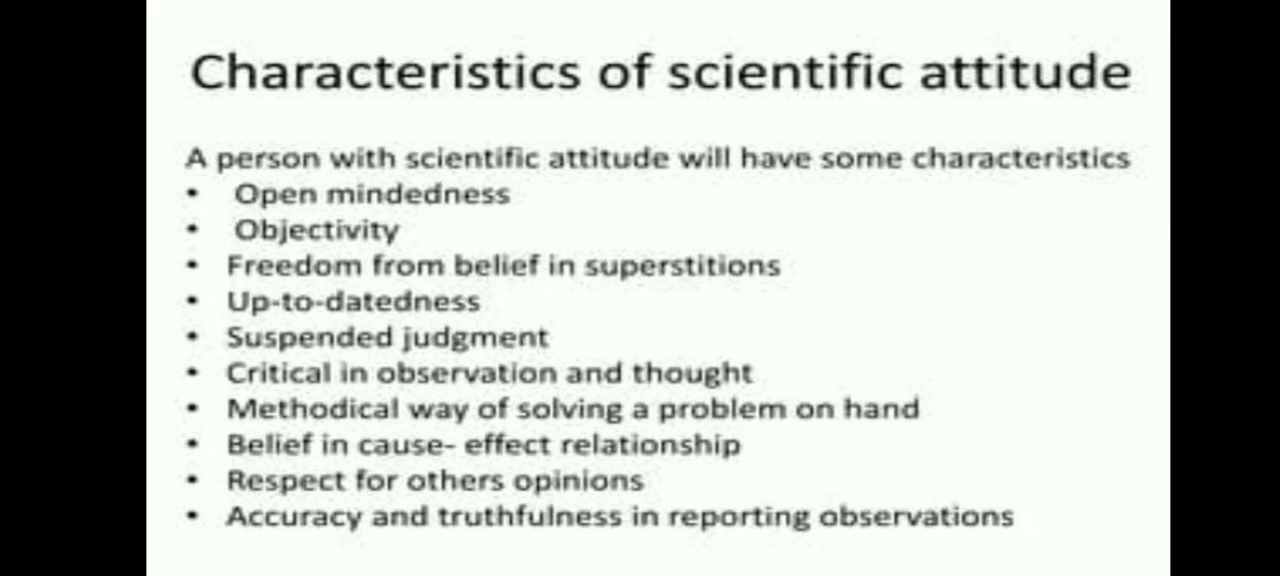 Characteristics of scientific attitude
A person with scientific attitude will have some characteristics
• Open mindedness
• Objectivity
• Freedom from belief in superstitions
• Up-to-datedness
• Suspended judgment
• Critical in observation and thought
• Methodical way of solving a problem on hand
• Belief in cause- effect relationship
• Respect for others opinions
• Accuracy and truthfulness in reporting observations